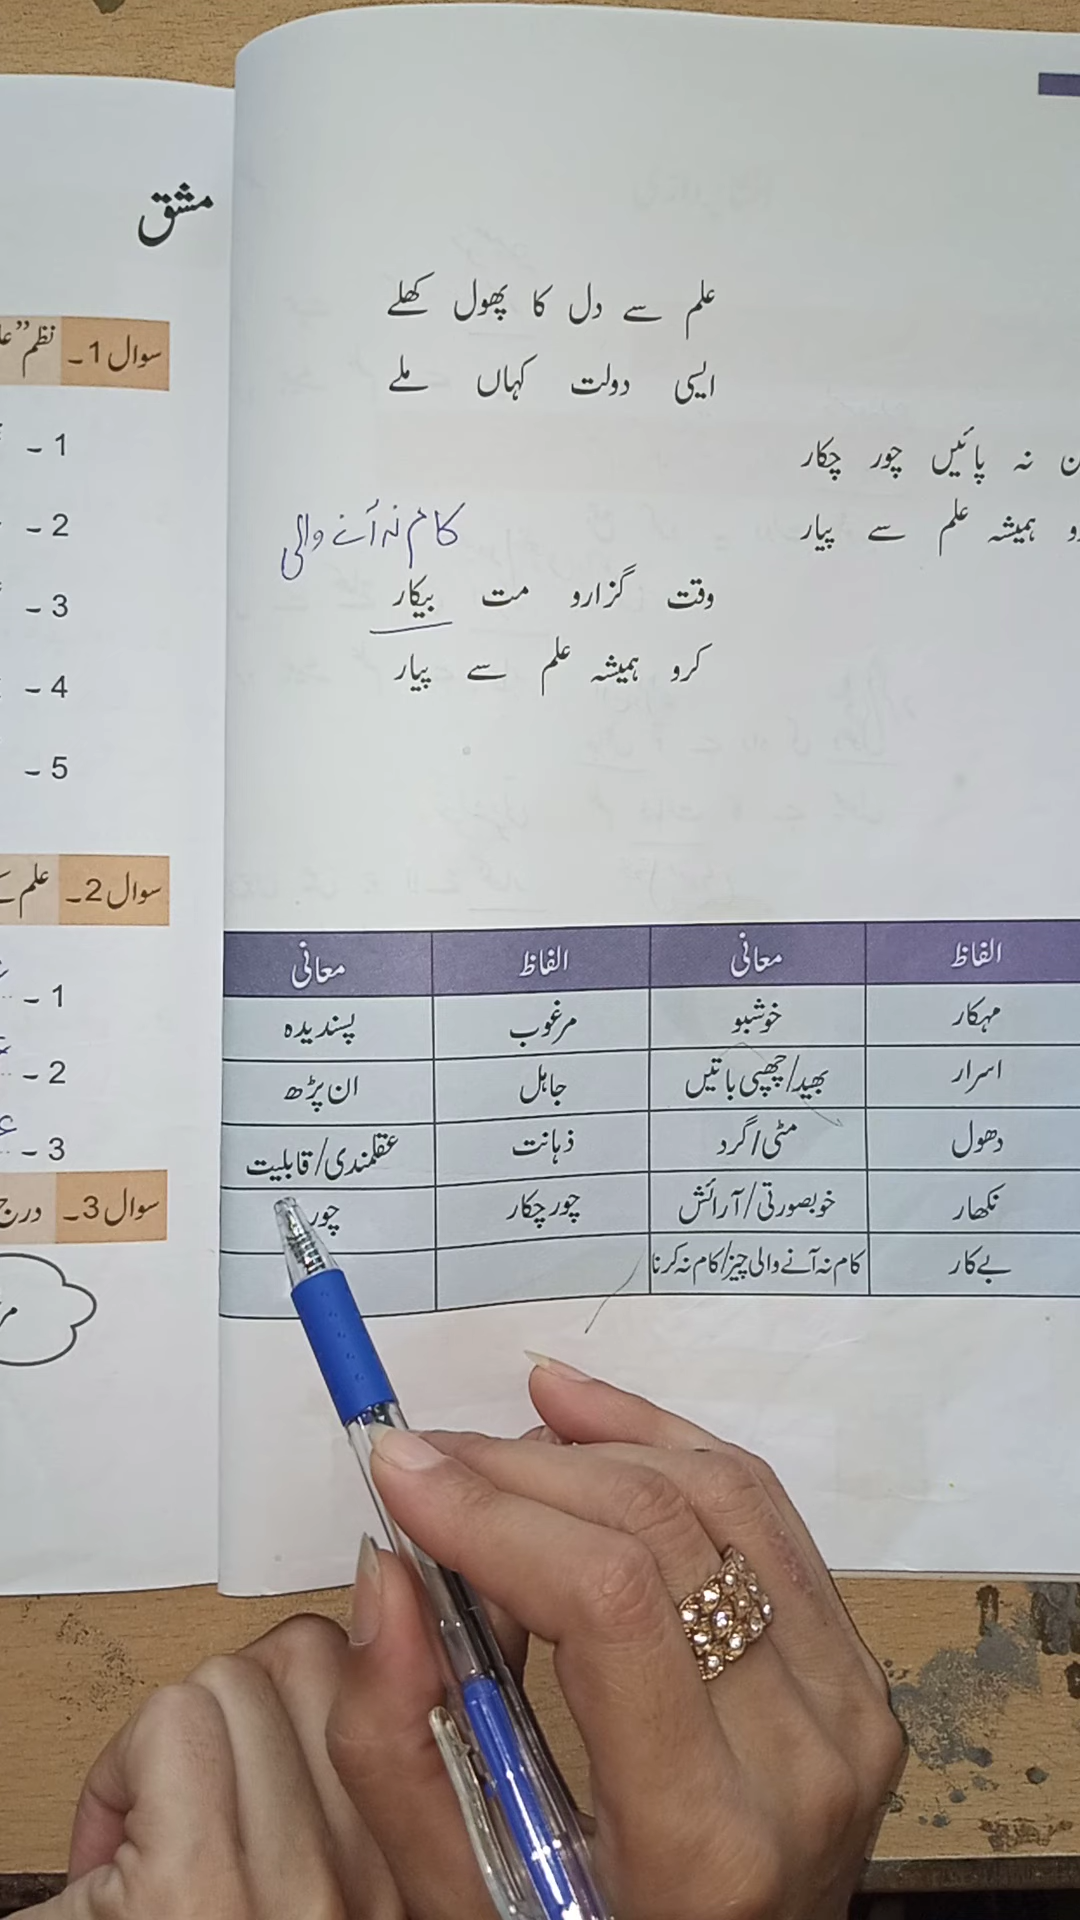 علم سے دل کا پھول کھلے
ایسی دولت کہاں ملے
نہ پائیں چور چکار
ہمیشہ علم سے پیار
کام نہ آنے والی
وقت گزارو مت بیکار
کرو ہمیشہ علم سے پیار
الفاظ معانی الفاظ معانی
مہکار خوشبو مرغوب پسندیدہ
اسرار بھید/چھپی باتیں جاہل ان پڑھ
دھول مٹی/گرد ذہانت عقلمندی/قابلیت
نکھار خوبصورتی/آرائش چور چکار چور
بے کار کام نہ آنے والی چیز/کام نہ کرنا
مشق
سوال 1۔ نظم
1 -
2 -
3 -
4 -
5 -
سوال 2۔ علم
1 -
2 -
3 -
سوال 3۔ درج